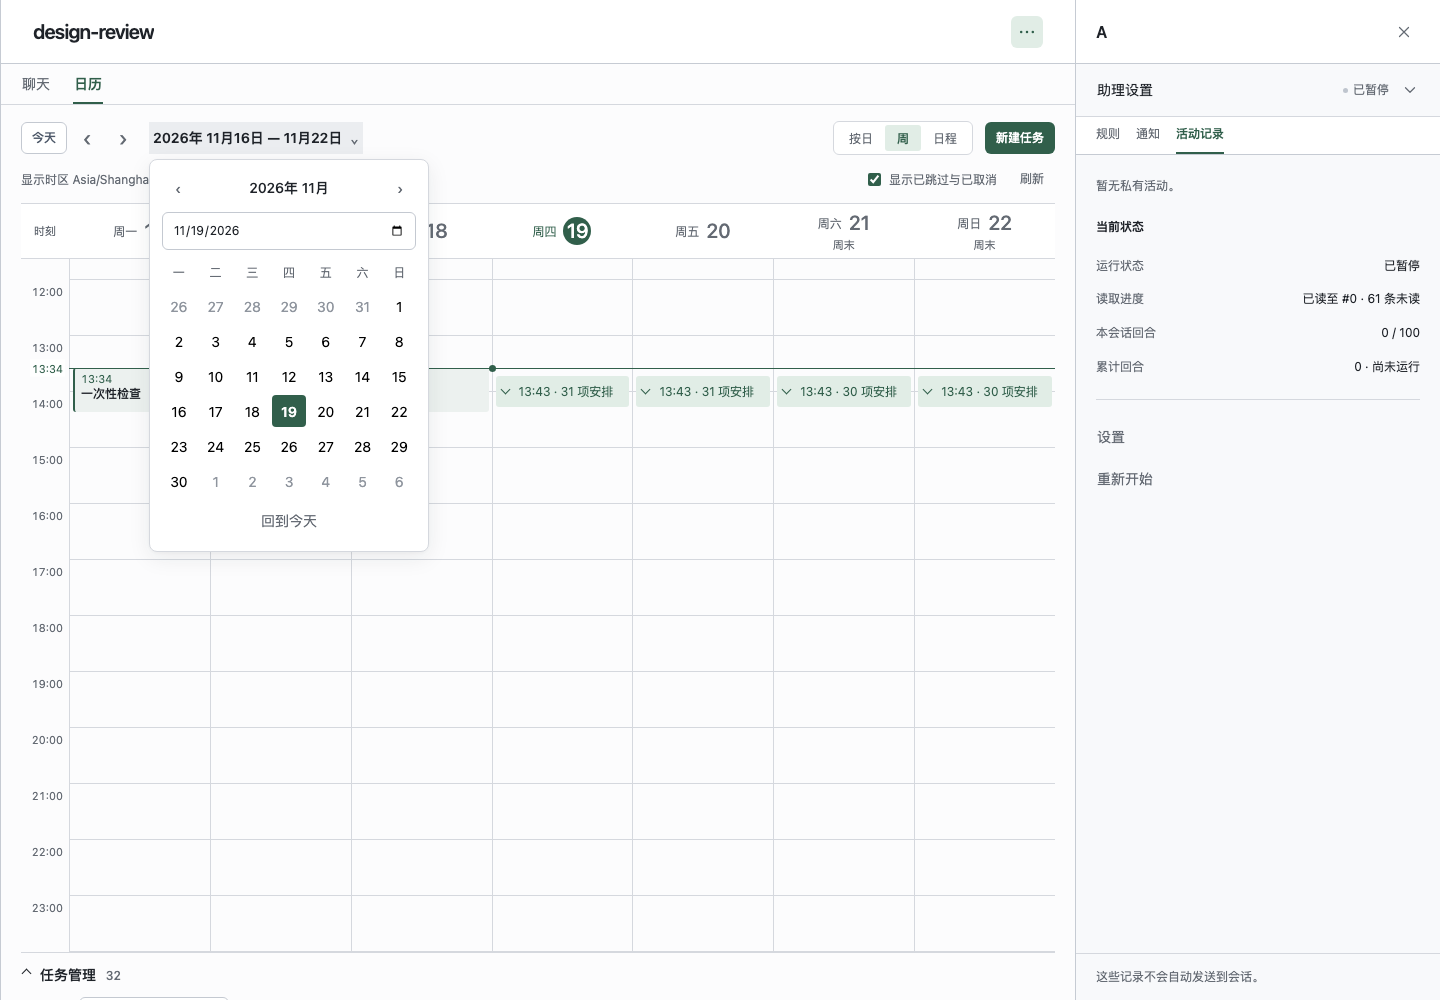 design-review
聊天 日历
今天 2026年 11月16日 — 11月22日 按日 周 日程 新建任务
显示时区 Asia/Shangha 显示已跳过与已取消 刷新
2026年 11月
11/19/2026
一 二 三 四 五 六 日
26 27 28 29 30 31 1
2 3 4 5 6 7 8
9 10 11 12 13 14 15
16 17 18 19 20 21 22
23 24 25 26 27 28 29
30 1 2 3 4 5 6
回到今天
时刻 周一 18 周四 19 周五 20 周六 21 周日 22
周末 周末
12:00
13:00
13:34
13:34
一次性检查
13:43 · 31 项安排 13:43 · 31 项安排 13:43 · 30 项安排 13:43 · 30 项安排
14:00
15:00
16:00
17:00
18:00
19:00
20:00
21:00
22:00
23:00
任务管理 32
A
助理设置 已暂停
规则 通知 活动记录
暂无私有活动。
当前状态
运行状态 已暂停
读取进度 已读至 #0 · 61 条未读
本会话回合 0 / 100
累计回合 0 · 尚未运行
设置
重新开始
这些记录不会自动发送到会话。